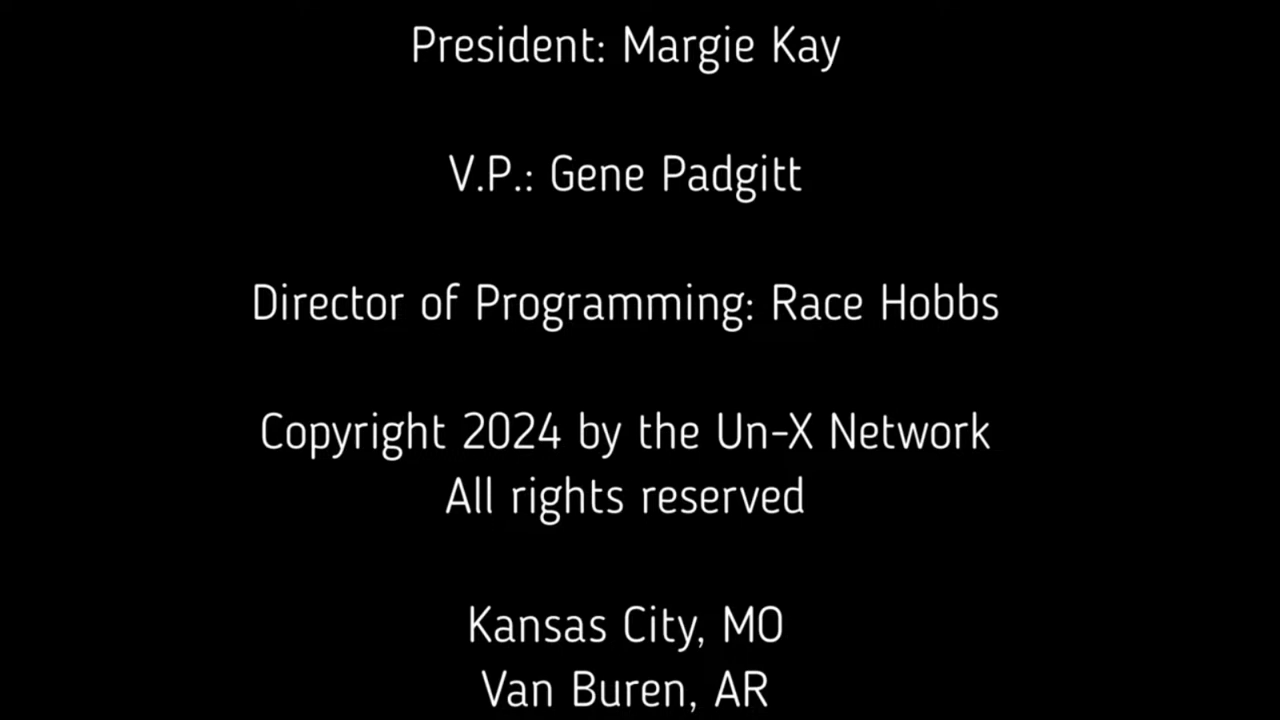 President: Margie Kay
V.P.: Gene Padgitt
Director of Programming: Race Hobbs
Copyright 2024 by the Un-X Network
All rights reserved
Kansas City, MO
Van Buren, AR